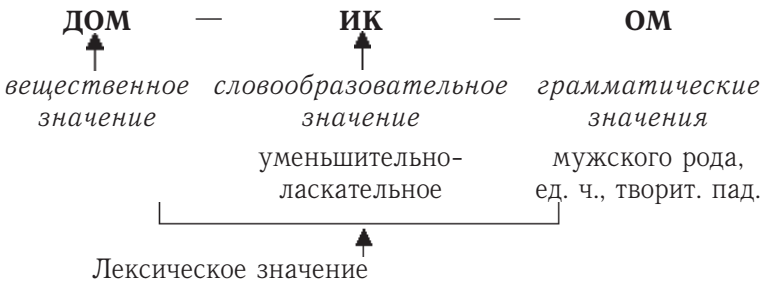 ДОМ — ИК — ОМ
вещественное словообразовательное грамматические
значение значение значения
уменьшительно- мужского рода,
ласкательное ед. ч., творит. пад.
Лексическое значение